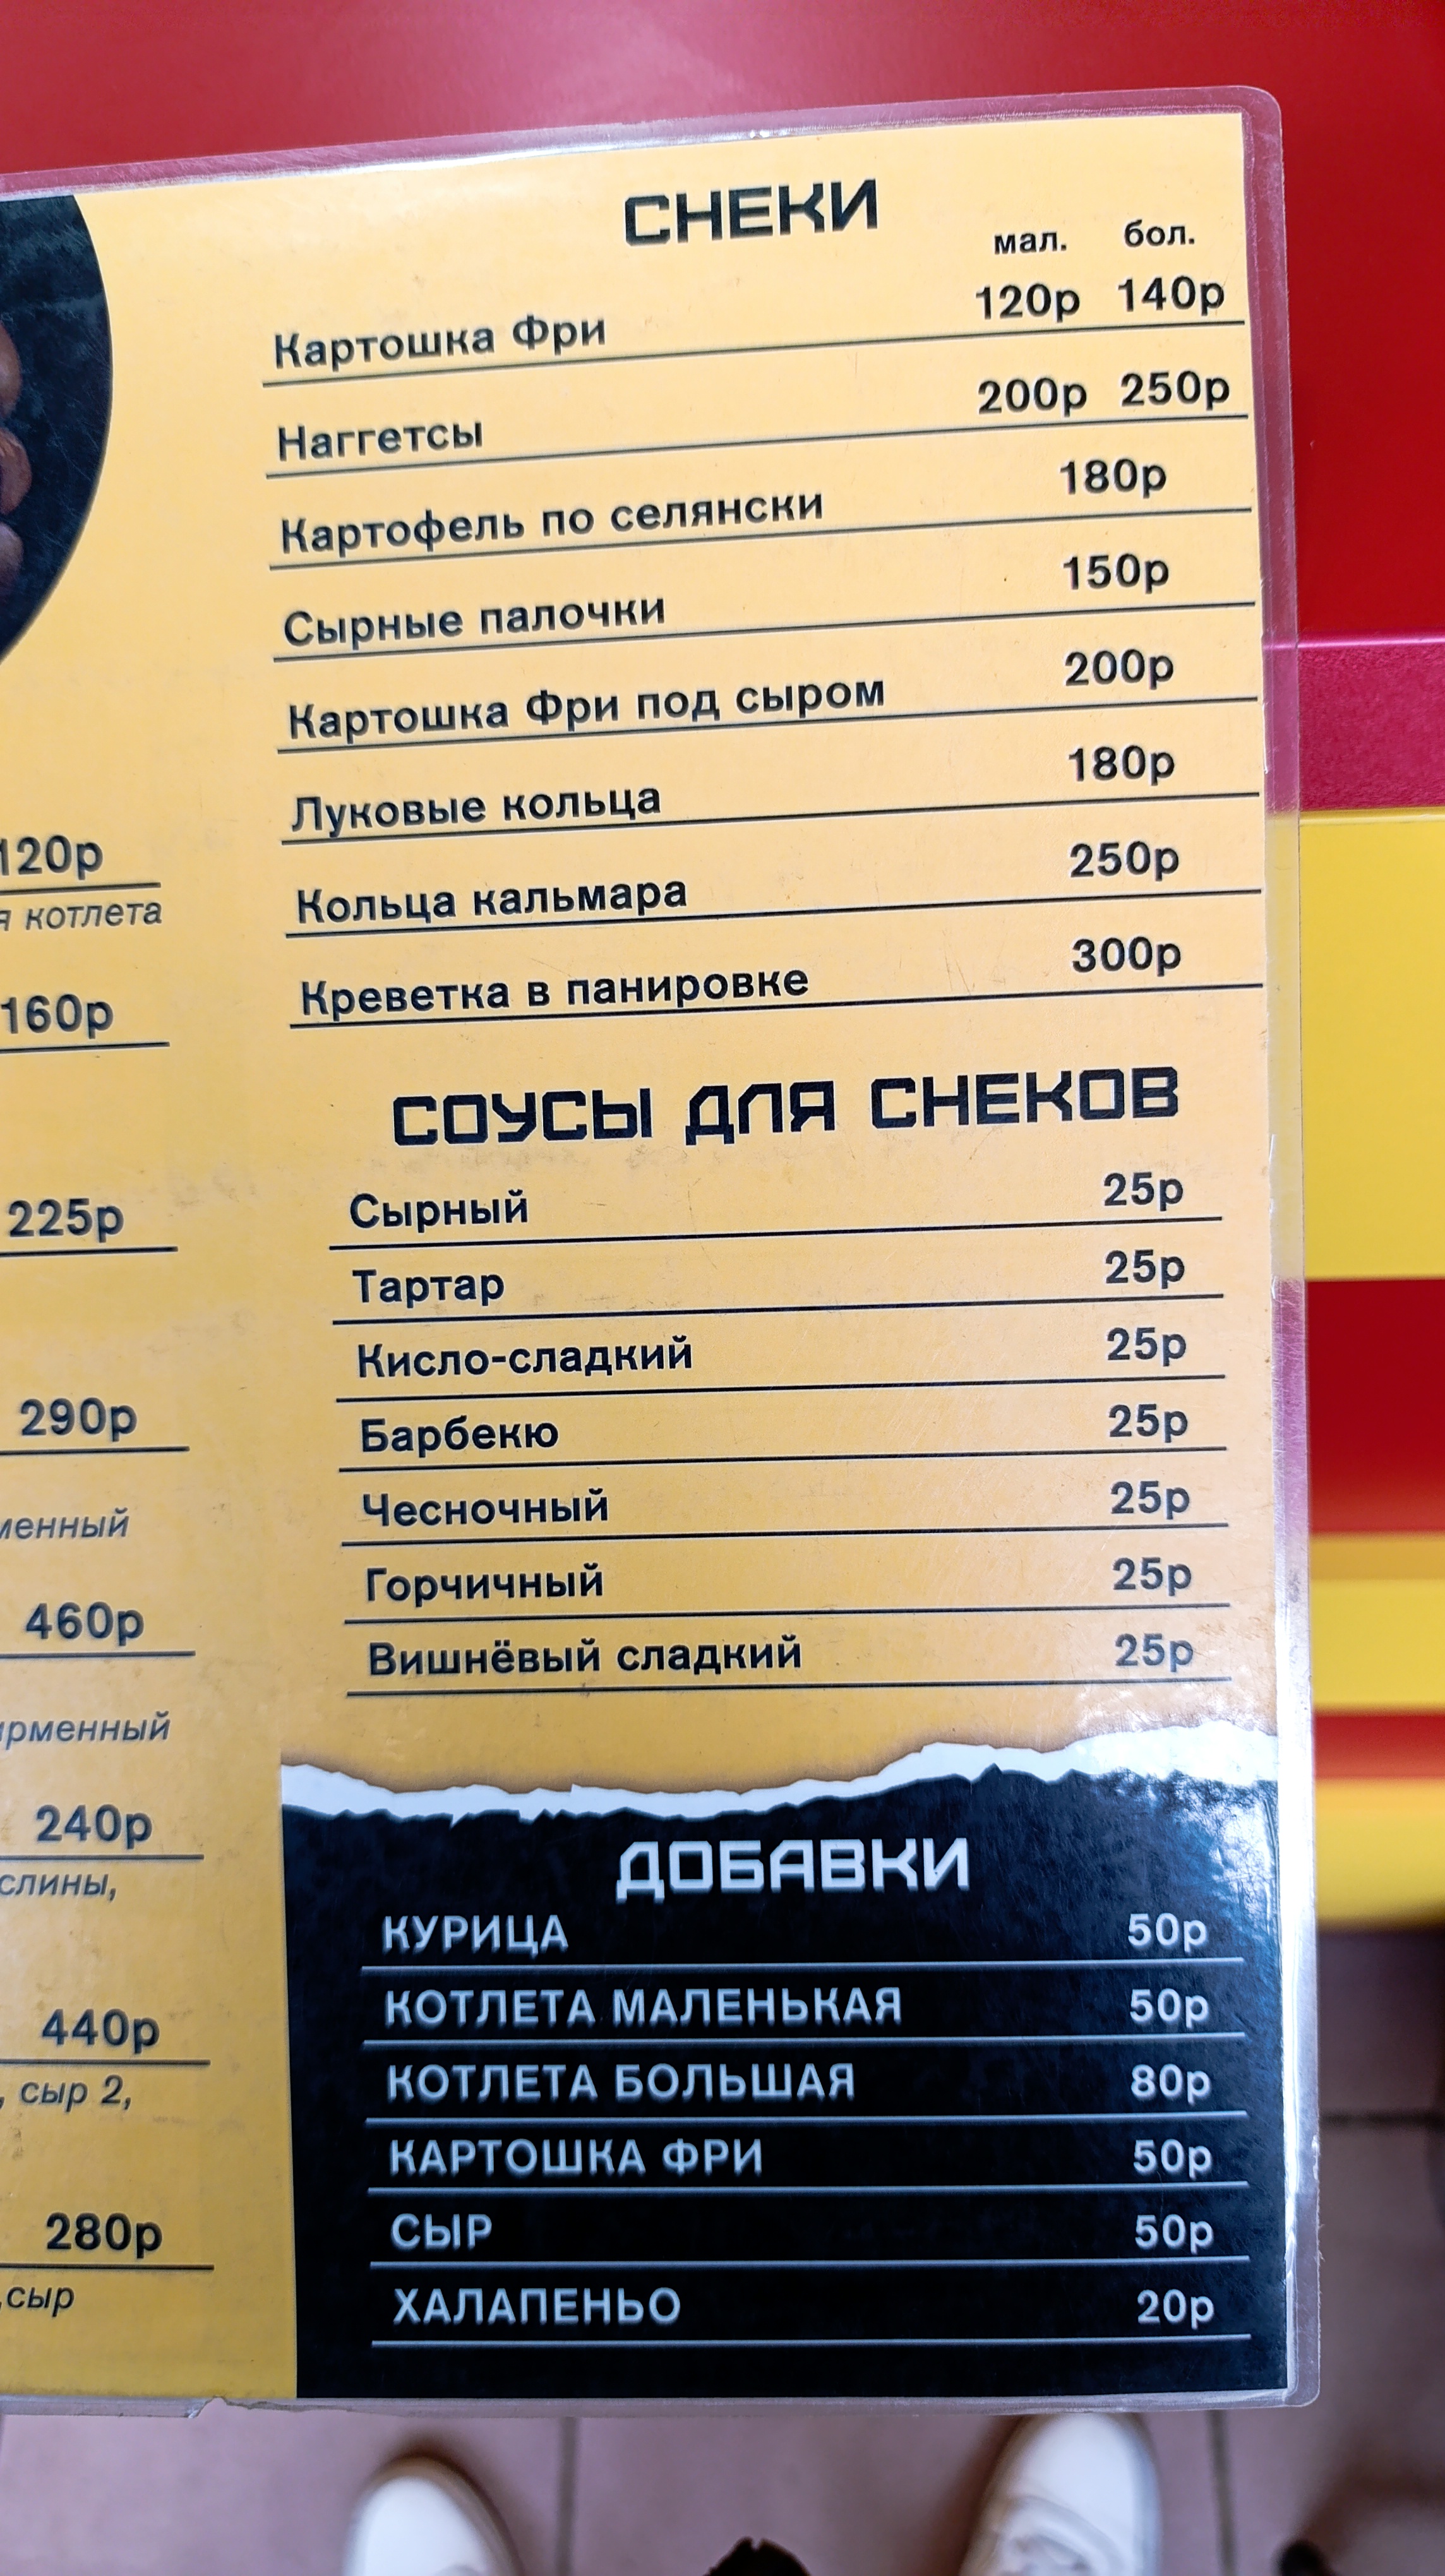 120р
котлета
160р
225р
290р
460р
240р
440р
, сыр 2,
280р
сыр
СНЕКИ
мал. бол.
Картошка Фри 120р 140р
Наггетсы 200р 250р
Картофель по селянски 180р
Сырные палочки 150р
Картошка Фри под сыром 200р
Луковые кольца 180р
Кольца кальмара 250р
Креветка в панировке 300р
СОУСЫ ДЛЯ СНЕКОВ
Сырный 25р
Тартар 25р
Кисло-сладкий 25р
Барбекю 25р
Чесночный 25р
Горчичный 25р
Вишнёвый сладкий 25р
ДОБАВКИ
КУРИЦА 50р
КОТЛЕТА МАЛЕНЬКАЯ 50р
КОТЛЕТА БОЛЬШАЯ 80р
КАРТОШКА ФРИ 50р
СЫР 50р
ХАЛАПЕНЬО 20р